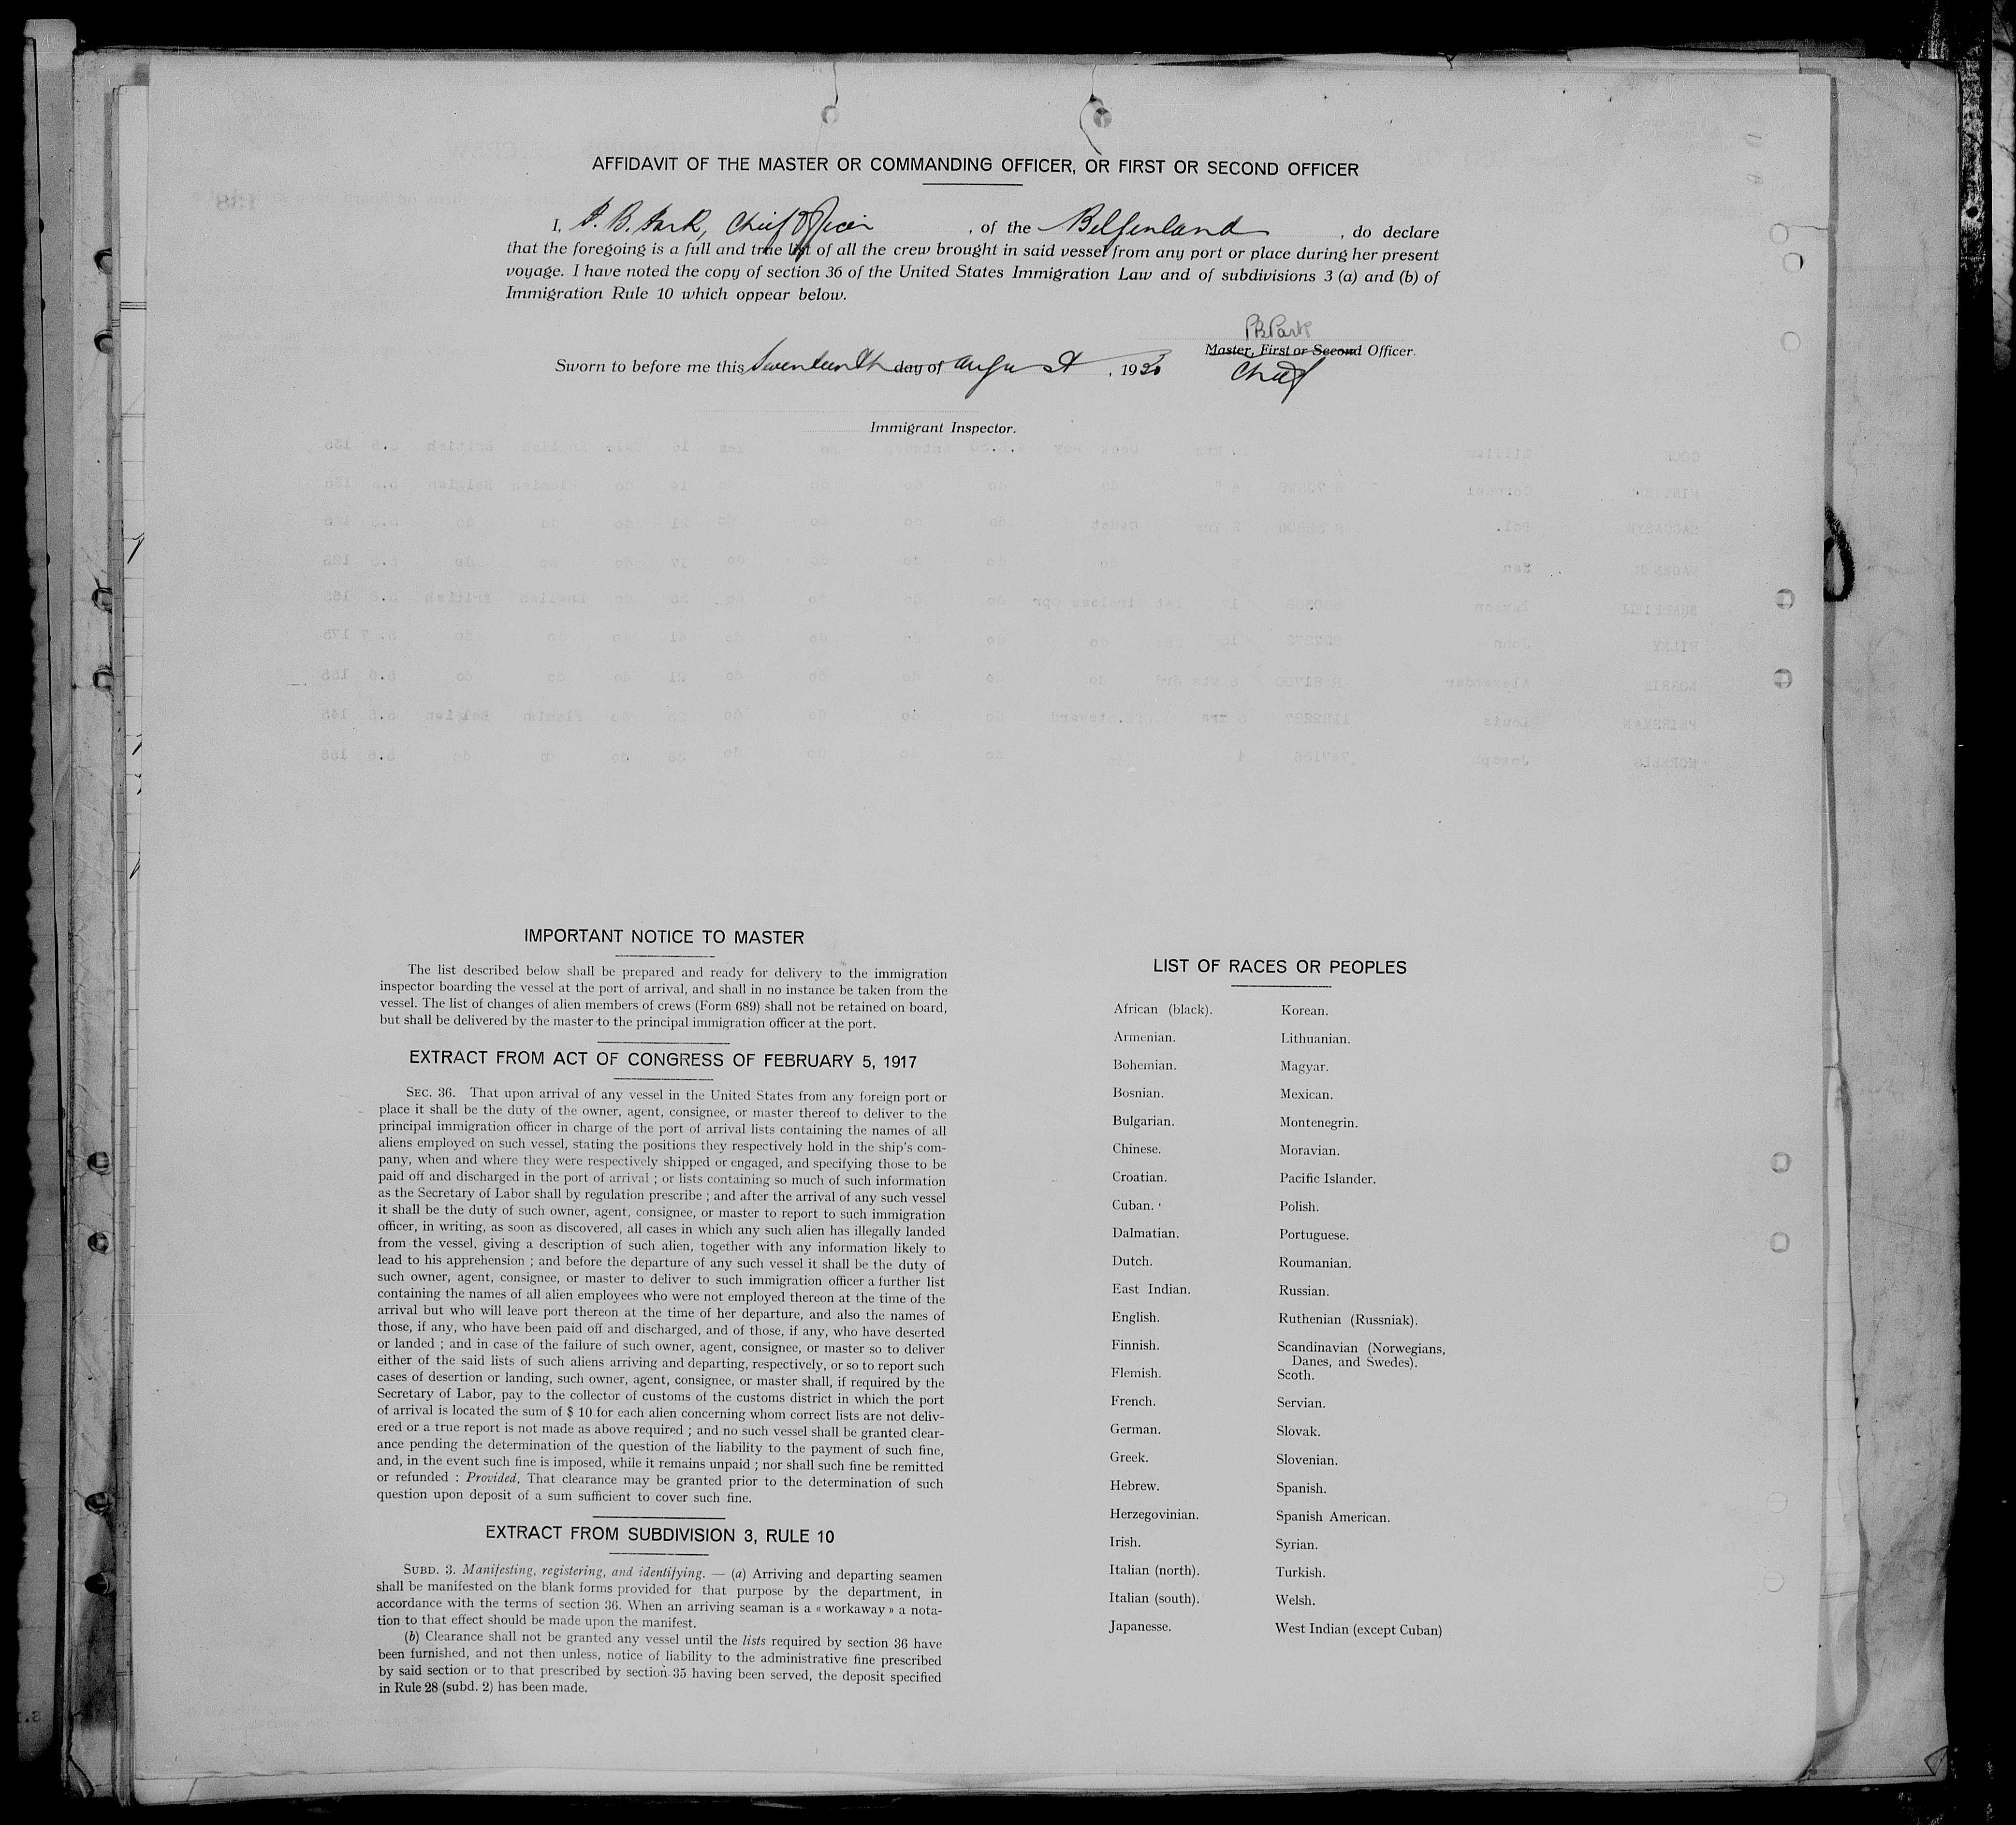 AFFIDAVIT OF THE MASTER OR COMMANDING OFFICER, OR FIRST OR SECOND OFFICER
I, P. B. Park, Chief Officer, of the Belgenland, do declare
that the foregoing is a full and true list of all the crew brought in said vessel from any port or place during her present
voyage. I have noted the copy of section 36 of the United States Immigration Law and of subdivisions 3 (a) and (b) of
Immigration Rule 10 which oppear below.
PBPark
Master, First or Second Officer.
Chief
Sworn to before me this Seventeenth day of August, 1930
Immigrant Inspector.
IMPORTANT NOTICE TO MASTER
The list described below shall be prepared and ready for delivery to the immigration
inspector boarding the vessel at the port of arrival, and shall in no instance be taken from the
vessel. The list of changes of alien members of crews (Form 689) shall not be retained on board,
but shall be delivered by the master to the principal immigration officer at the port.
EXTRACT FROM ACT OF CONGRESS OF FEBRUARY 5, 1917
SEC. 36. That upon arrival of any vessel in the United States from any foreign port or
place it shall be the duty of the owner, agent, consignee, or master thereof to deliver to the
principal immigration officer in charge of the port of arrival lists containing the names of all
aliens employed on such vessel, stating the positions they respectively hold in the ship's com-
pany, when and where they were respectively shipped or engaged, and specifying those to be
paid off and discharged in the port of arrival ; or lists containing so much of such information
as the Secretary of Labor shall by regulation prescribe ; and after the arrival of any such vessel
it shall be the duty of such owner, agent, consignee, or master to report to such immigration
officer, in writing, as soon as discovered, all cases in which any such alien has illegally landed
from the vessel, giving a description of such alien, together with any information likely to
lead to his apprehension ; and before the departure of any such vessel it shall be the duty of
such owner, agent, consignee, or master to deliver to such immigration officer a further list
containing the names of all alien employees who were not employed thereon at the time of the
arrival but who will leave port thereon at the time of her departure, and also the names of
those, if any, who have been paid off and discharged, and of those, if any, who have deserted
or landed ; and in case of the failure of such owner, agent, consignee, or master so to deliver
either of the said lists of such aliens arriving and departing, respectively, or so to report such
cases of desertion or landing, such owner, agent, consignee, or master shall, if required by the
Secretary of Labor, pay to the collector of customs of the customs district in which the port
of arrival is located the sum of $ 10 for each alien concerning whom correct lists are not deliv-
ered or a true report is not made as above required ; and no such vessel shall be granted clear-
ance pending the determination of the question of the liability to the payment of such fine,
and, in the event such fine is imposed, while it remains unpaid ; nor shall such fine be remitted
or refunded : Provided, That clearance may be granted prior to the determination of such
question upon deposit of a sum sufficient to cover such fine.
EXTRACT FROM SUBDIVISION 3, RULE 10
SUBD. 3. Manifesting, registering, and identifying. — (a) Arriving and departing seamen
shall be manifested on the blank forms provided for that purpose by the department, in
accordance with the terms of section 36. When an arriving seaman is a « workaway » a nota-
tion to that effect should be made upon the manifest.
(b) Clearance shall not be granted any vessel until the lists required by section 36 have
been furnished, and not then unless, notice of liability to the administrative fine prescribed
by said section or to that prescribed by section 35 having been served, the deposit specified
in Rule 28 (subd. 2) has been made.
LIST OF RACES OR PEOPLES
African (black).
Armenian.
Bohemian.
Bosnian.
Bulgarian.
Chinese.
Croatian.
Cuban.
Dalmatian.
Dutch.
East Indian.
English.
Finnish.
Flemish.
French.
German.
Greek.
Hebrew.
Herzegovinian.
Irish.
Italian (north).
Italian (south).
Japanesse.
Korean.
Lithuanian.
Magyar.
Mexican.
Montenegrin.
Moravian.
Pacific Islander.
Polish.
Portuguese.
Roumanian.
Russian.
Ruthenian (Russniak).
Scandinavian (Norwegians,
Danes, and Swedes).
Scoth.
Servian.
Slovak.
Slovenian.
Spanish.
Spanish American.
Syrian.
Turkish.
Welsh.
West Indian (except Cuban)